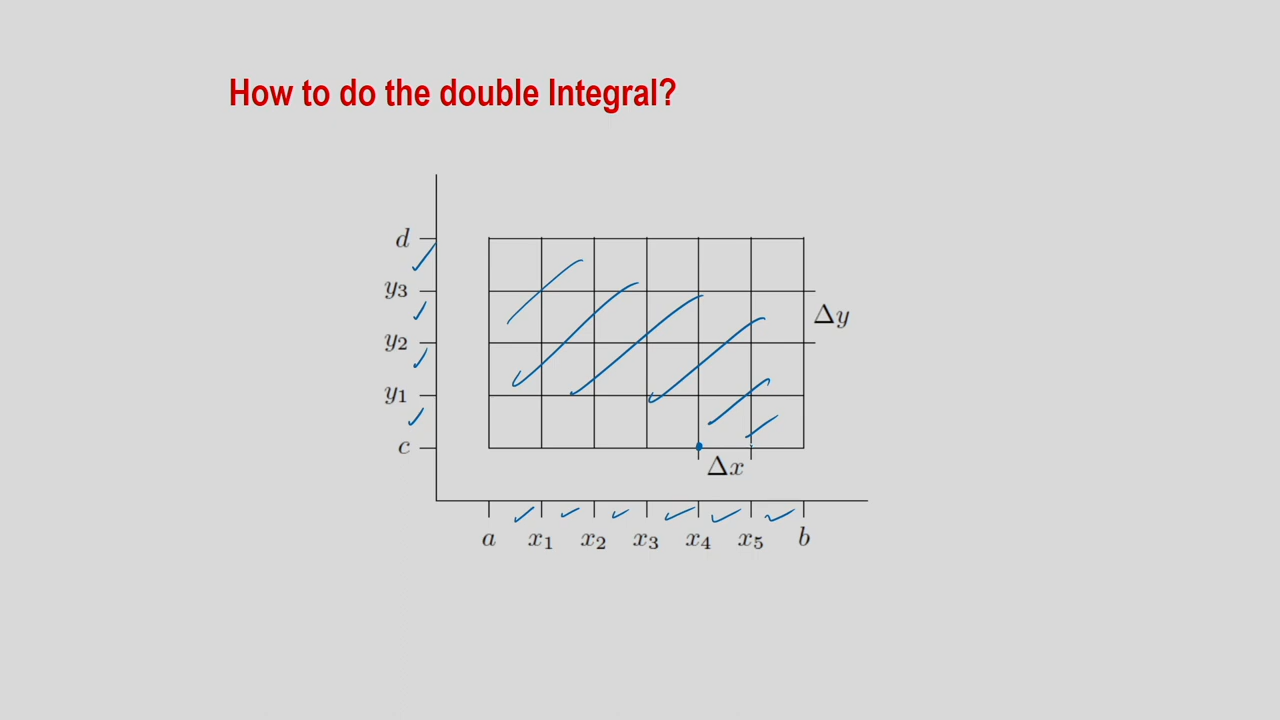 How to do the double Integral?
d
y₃
Δy
y₂
y₁
c
Δx
a x₁ x₂ x₃ x₄ x₅ b